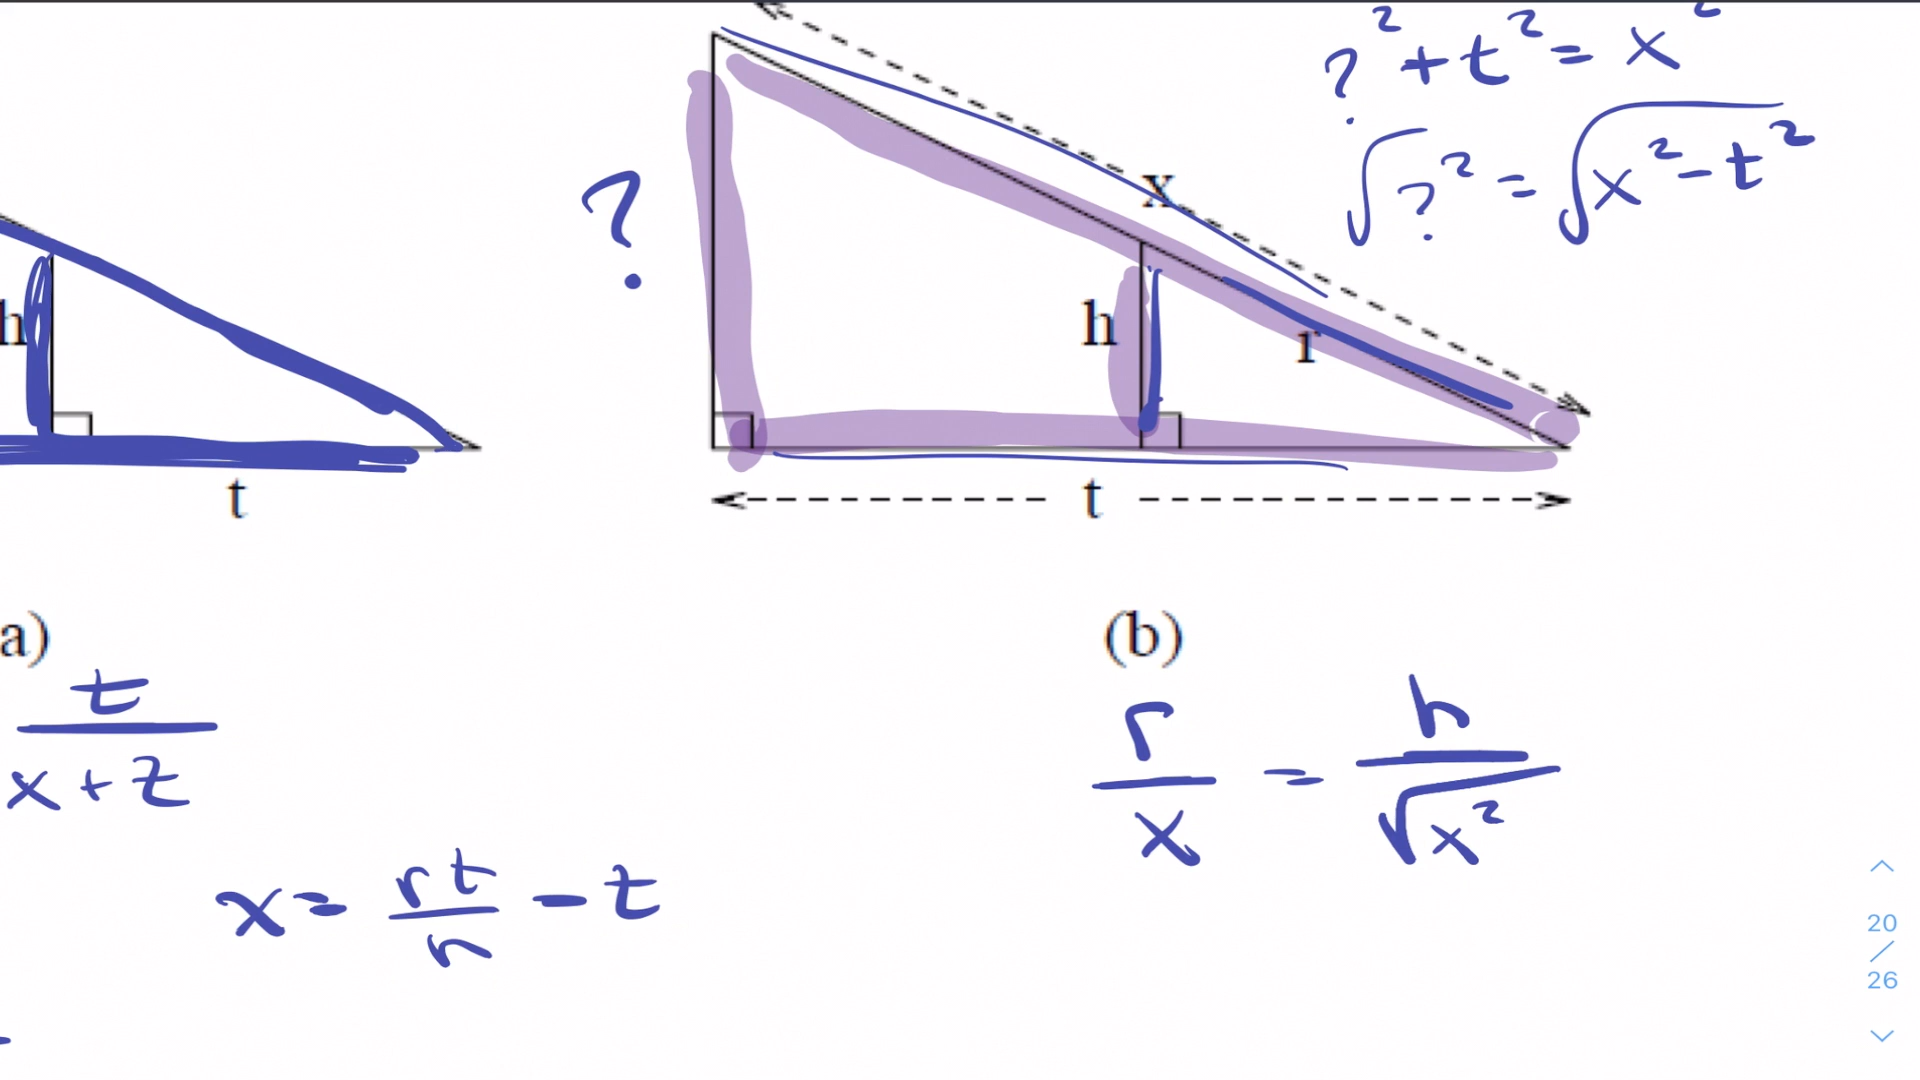 ?² + t² = x²
√?² = √x² - t²
?
x
h
h
r
t
t
a)
(b)
t
x + z
r/x = h/√x²
x = rt/n - t
20
/
26